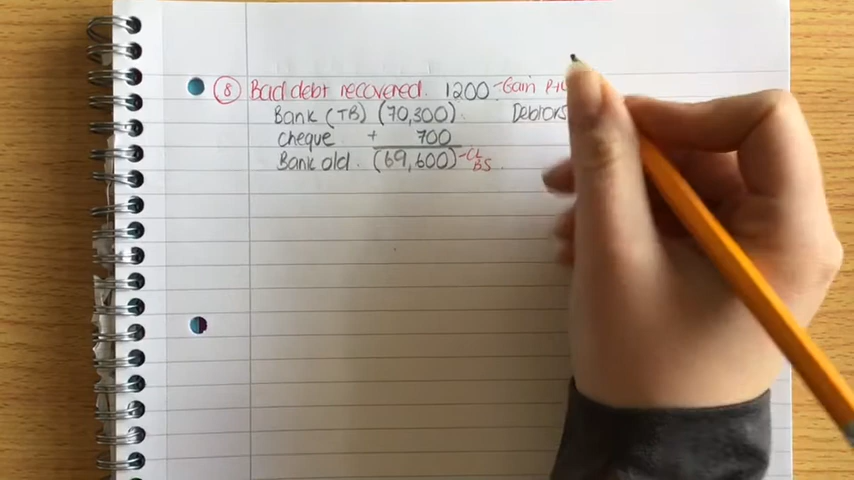 8 Bad debt recovered. 1200 - Gain P+L
Bank (TB) (70,300) Debtors
cheque + 700
Bank old. (69,600) - CL BS